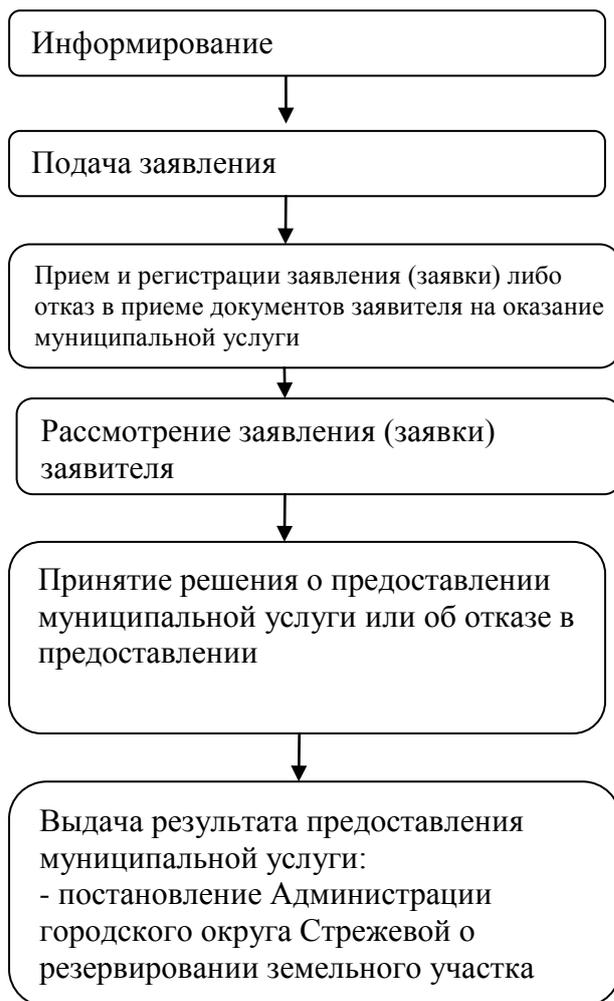 Информирование
Подача заявления
Прием и регистрации заявления (заявки) либо
отказ в приеме документов заявителя на оказание
муниципальной услуги
Рассмотрение заявления (заявки)
заявителя
Принятие решения о предоставлении
муниципальной услуги или об отказе в
предоставлении
Выдача результата предоставления
муниципальной услуги:
- постановление Администрации
городского округа Стрежевой о
резервировании земельного участка